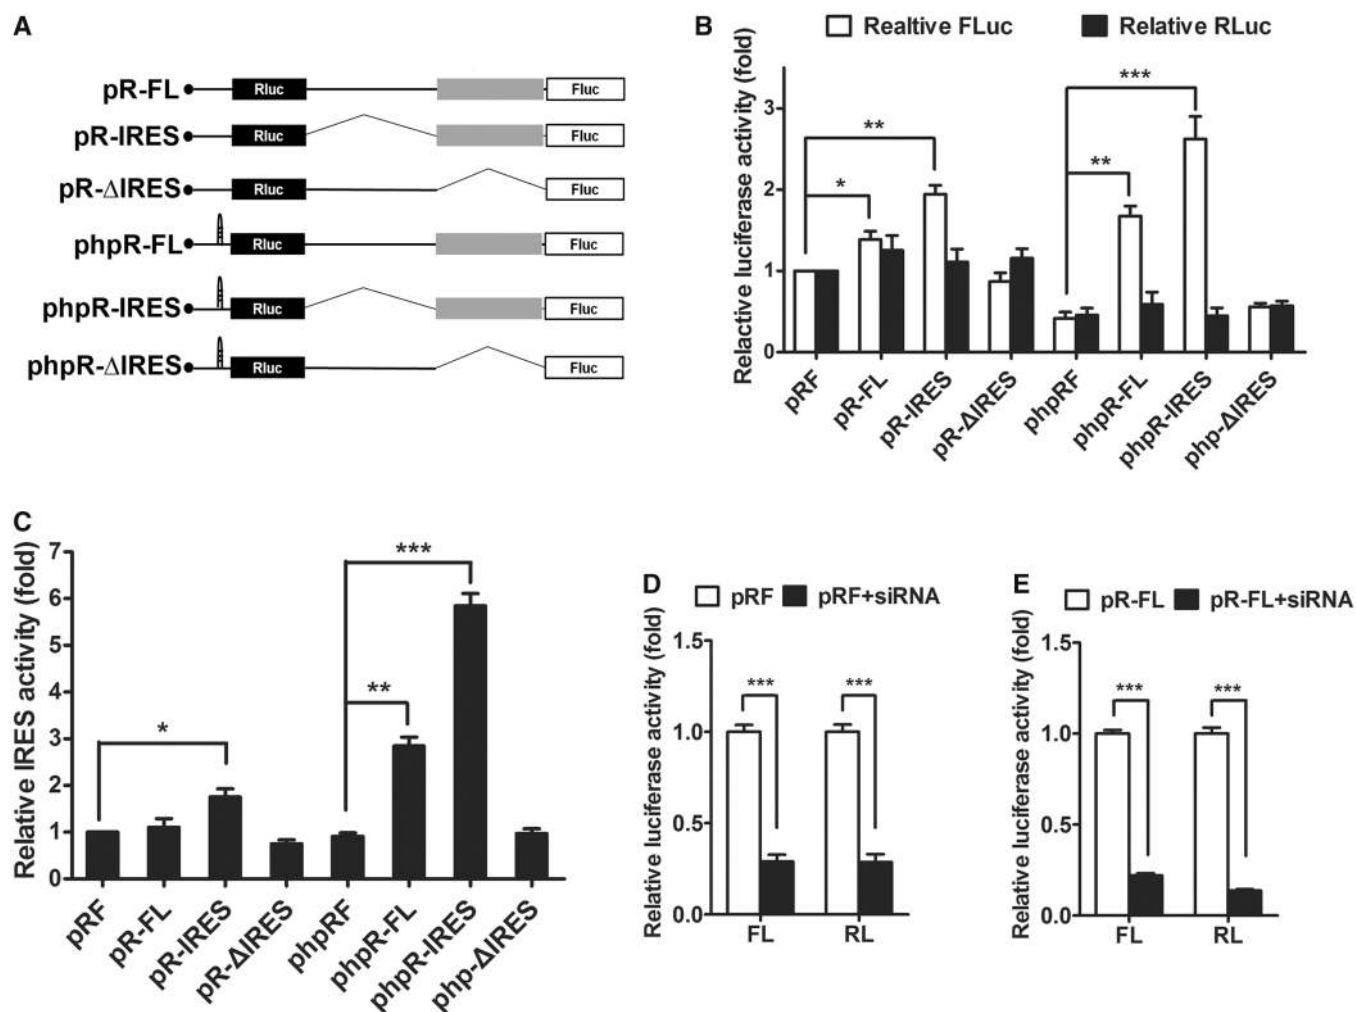 A
pR-FL Rluc Fluc
pR-IRES Rluc Fluc
pR-ΔIRES Rluc Fluc
phpR-FL Rluc Fluc
phpR-IRES Rluc Fluc
phpR-ΔIRES Rluc Fluc
B
Realtive FLuc Relative RLuc
Relactive luciferase activity (fold)
3
2
1
0
*
**
**
***
pRF
pR-FL
pR-IRES
pR-ΔIRES
phpRF
phpR-FL
phpR-IRES
php-ΔIRES
C
Relative IRES activity (fold)
7
6
5
4
3
2
1
0
*
**
***
pRF
pR-FL
pR-IRES
pR-ΔIRES
phpRF
phpR-FL
phpR-IRES
php-ΔIRES
D
pRF pRF+siRNA
Relative luciferase activity (fold)
1.5
1.0
0.5
0.0
*** ***
FL RL
E
pR-FL pR-FL+siRNA
Relative luciferase activity (fold)
1.5
1.0
0.5
0.0
*** ***
FL RL